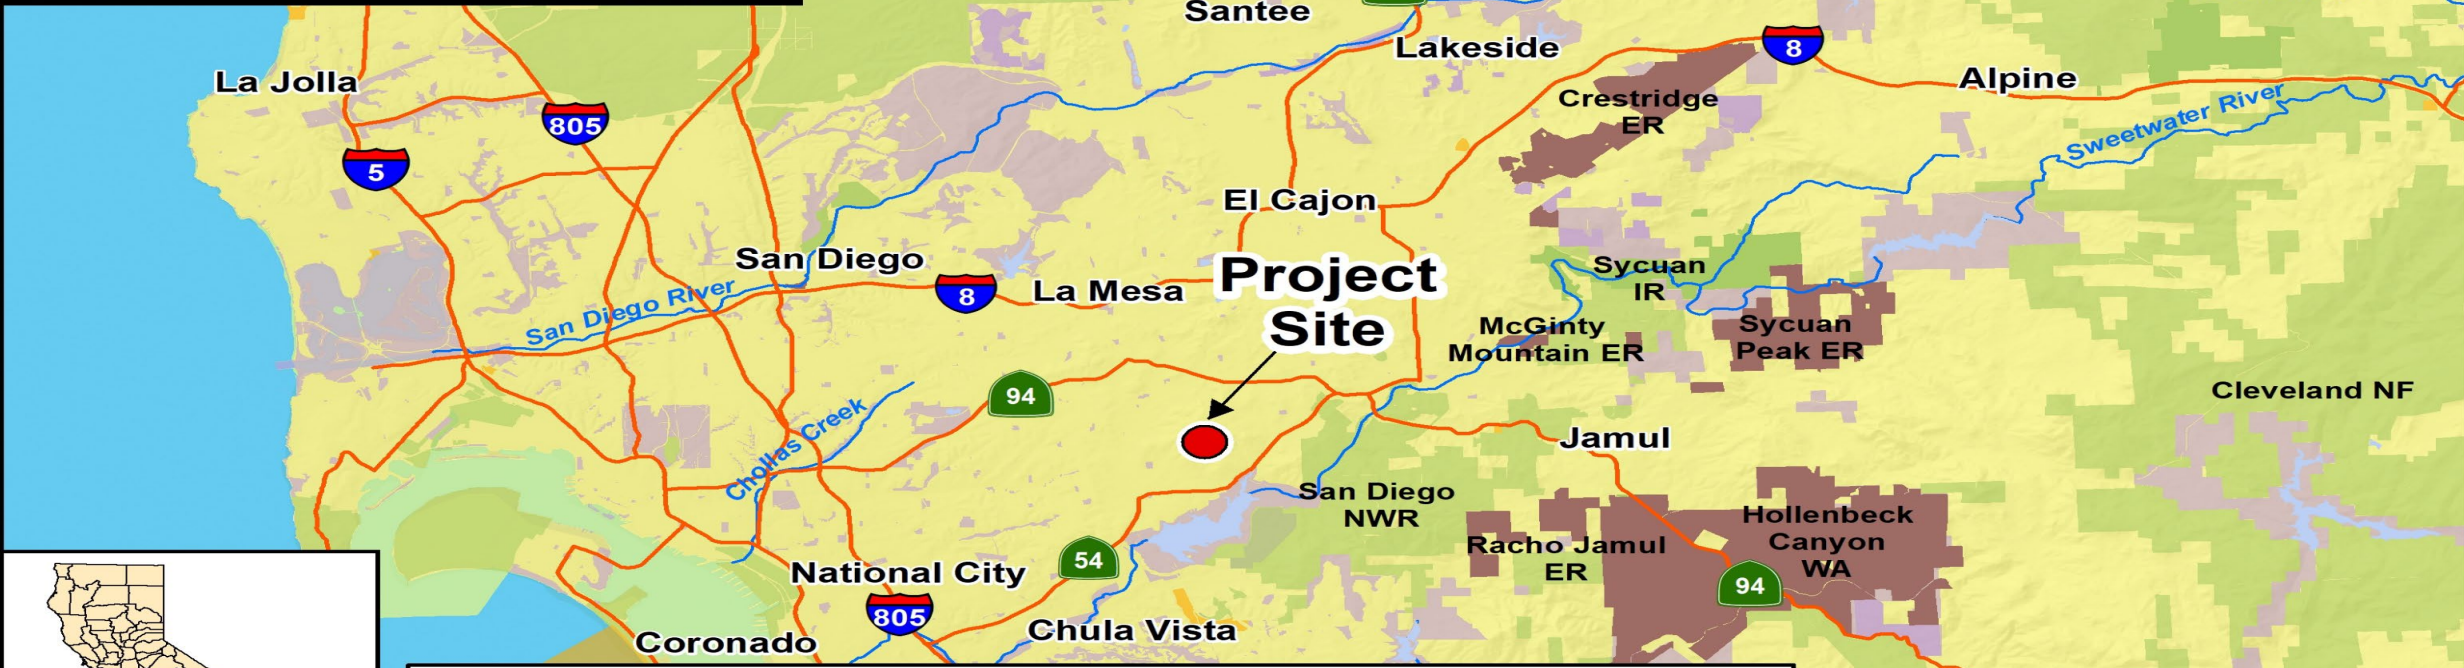 Santee
Lakeside
8
La Jolla
Alpine
Crestridge
ER
805
Sweetwater River
5
El Cajon
San Diego
Project
Site
Sycuan
IR
8
La Mesa
San Diego River
McGinty
Mountain ER
Sycuan
Peak ER
94
Cleveland NF
Chollas Creek
Jamul
San Diego
NWR
Hollenbeck
Canyon
WA
Racho Jamul
ER
54
94
National City
805
Chula Vista
Coronado